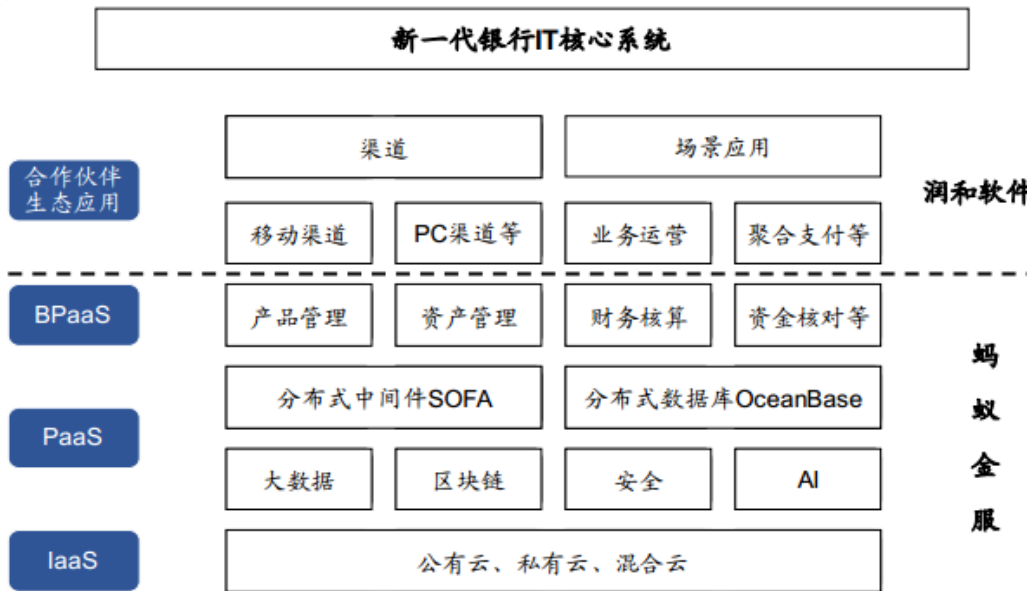 新一代银行IT核心系统
渠道
场景应用
合作伙伴
生态应用
润和软件
移动渠道
PC渠道等
业务运营
聚合支付等
BPaaS
产品管理
资产管理
财务核算
资金核对等
蚂
蚁
金
服
PaaS
分布式中间件SOFA
分布式数据库OceanBase
大数据
区块链
安全
AI
IaaS
公有云、私有云、混合云